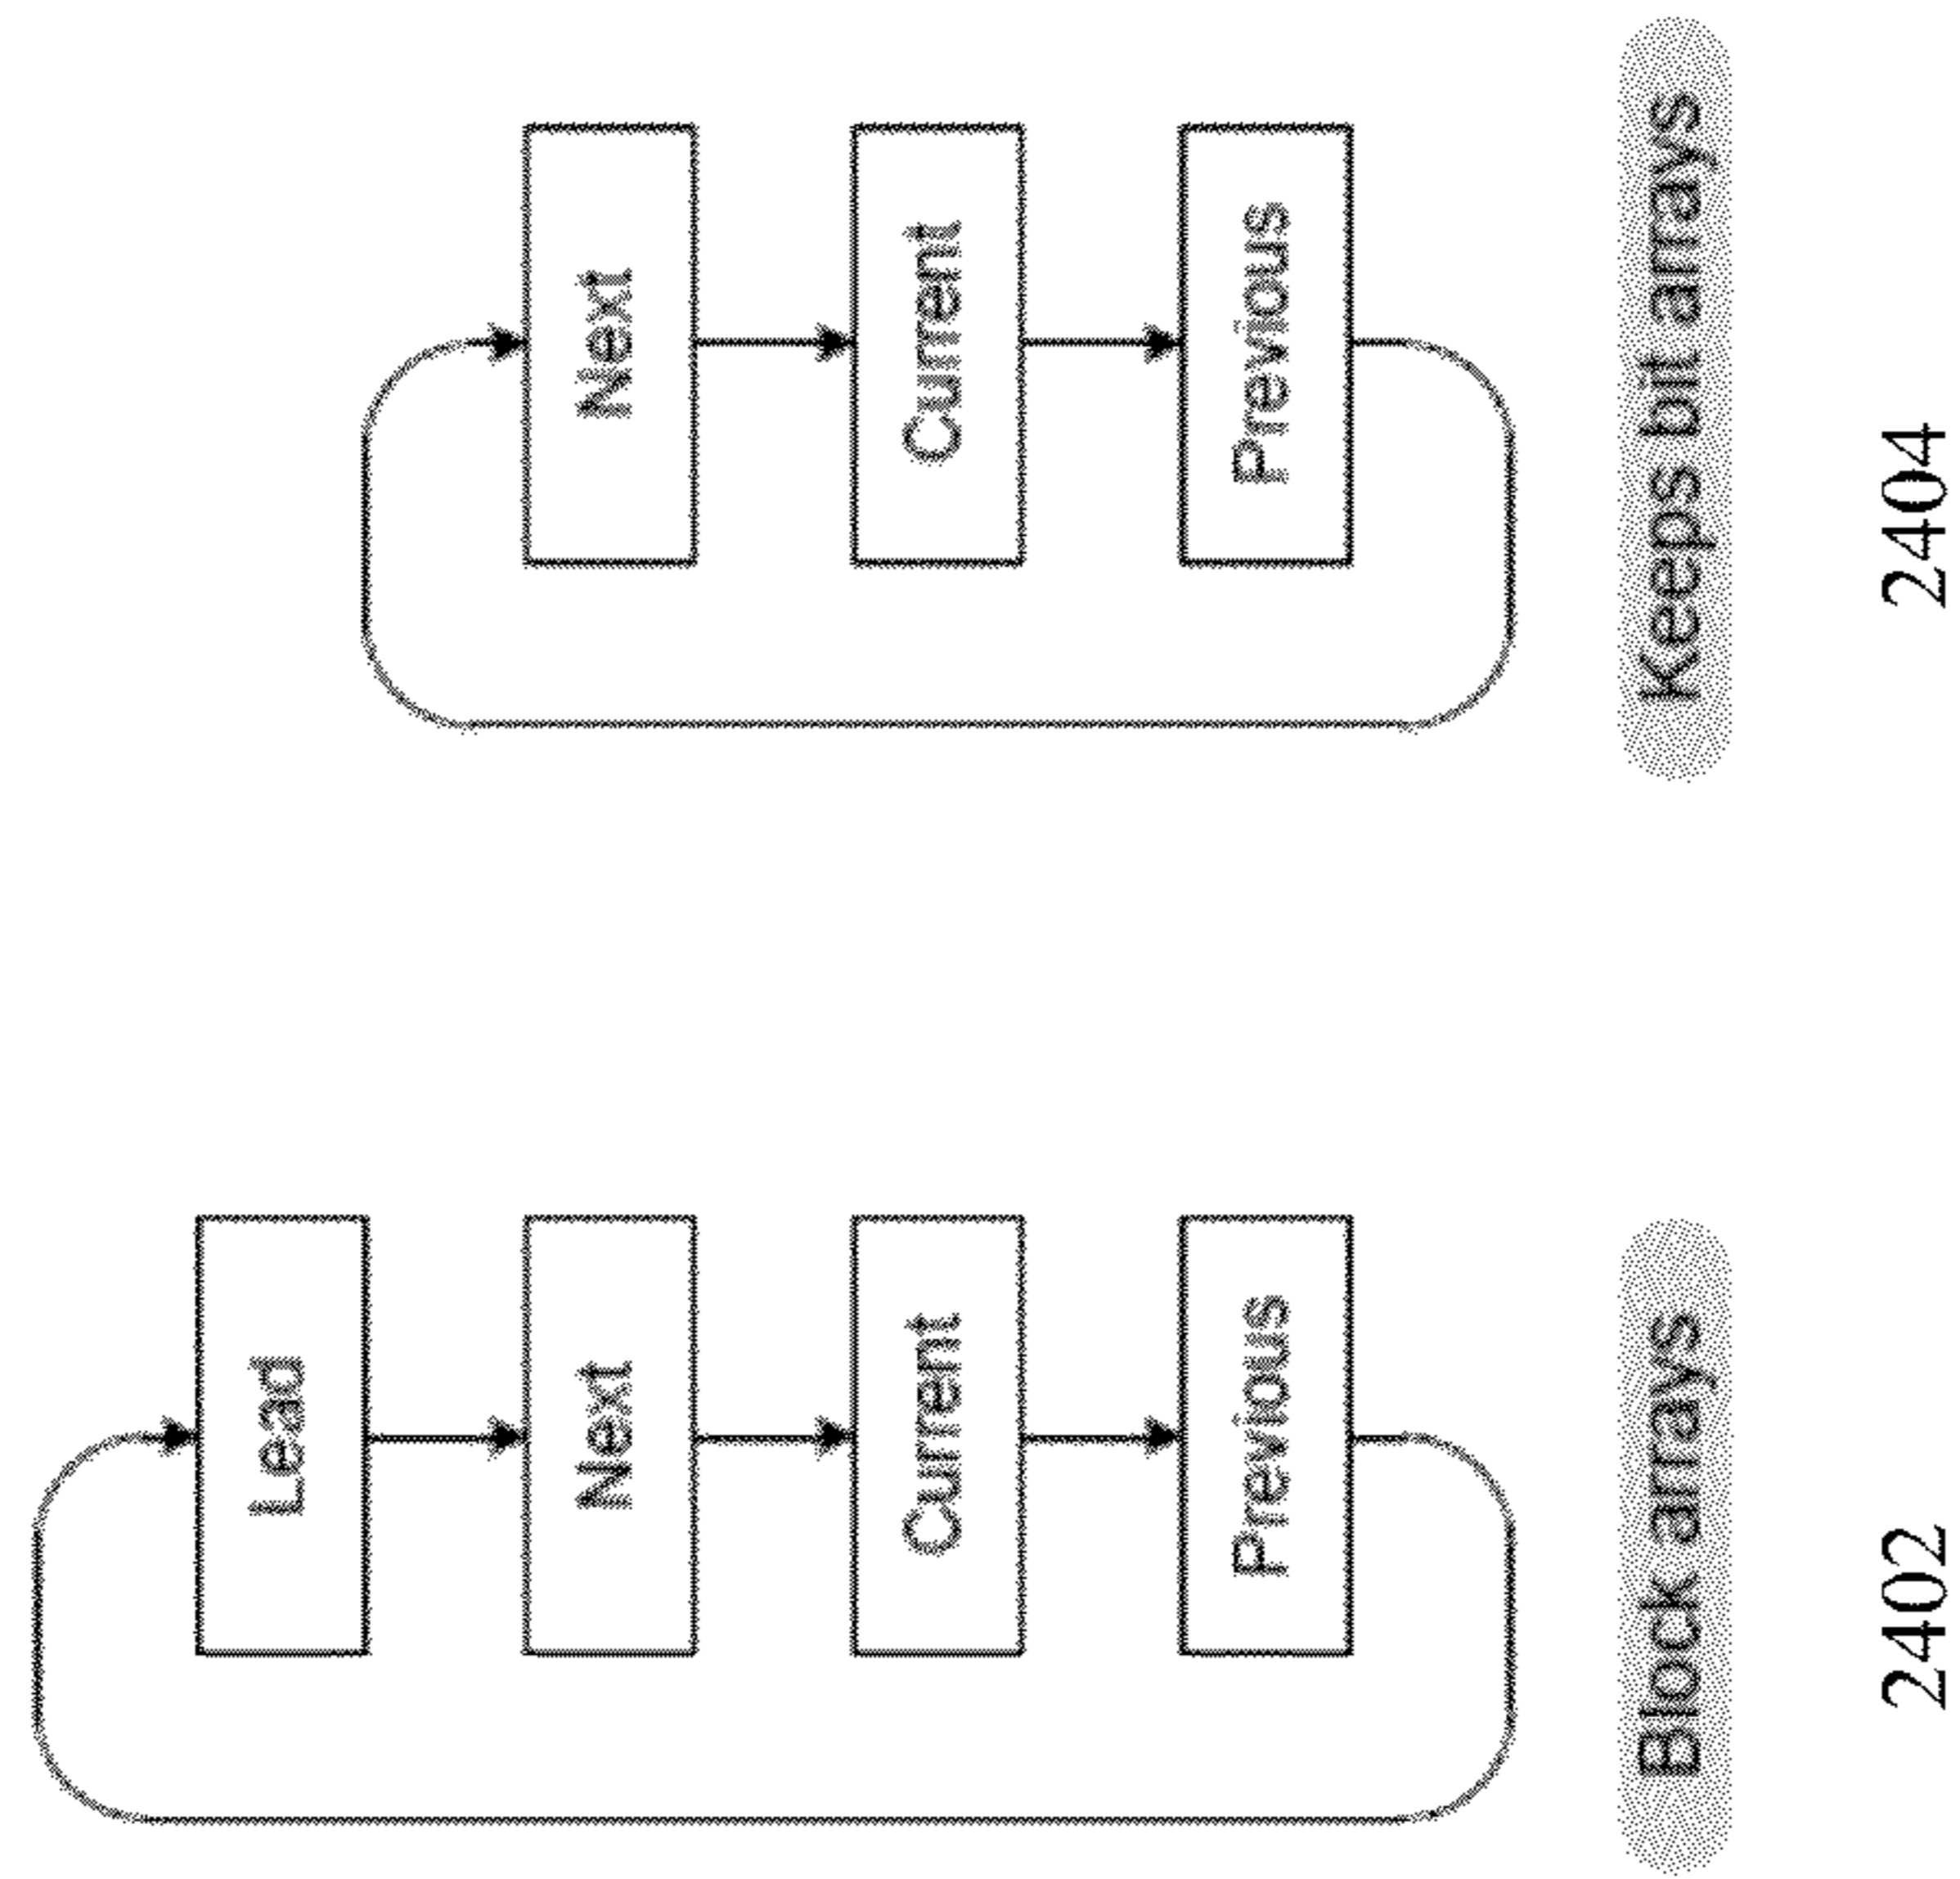 Lead
Next
Current
Previous
Block arrays
2402
Next
Current
Previous
Keeps bit arrays
2404